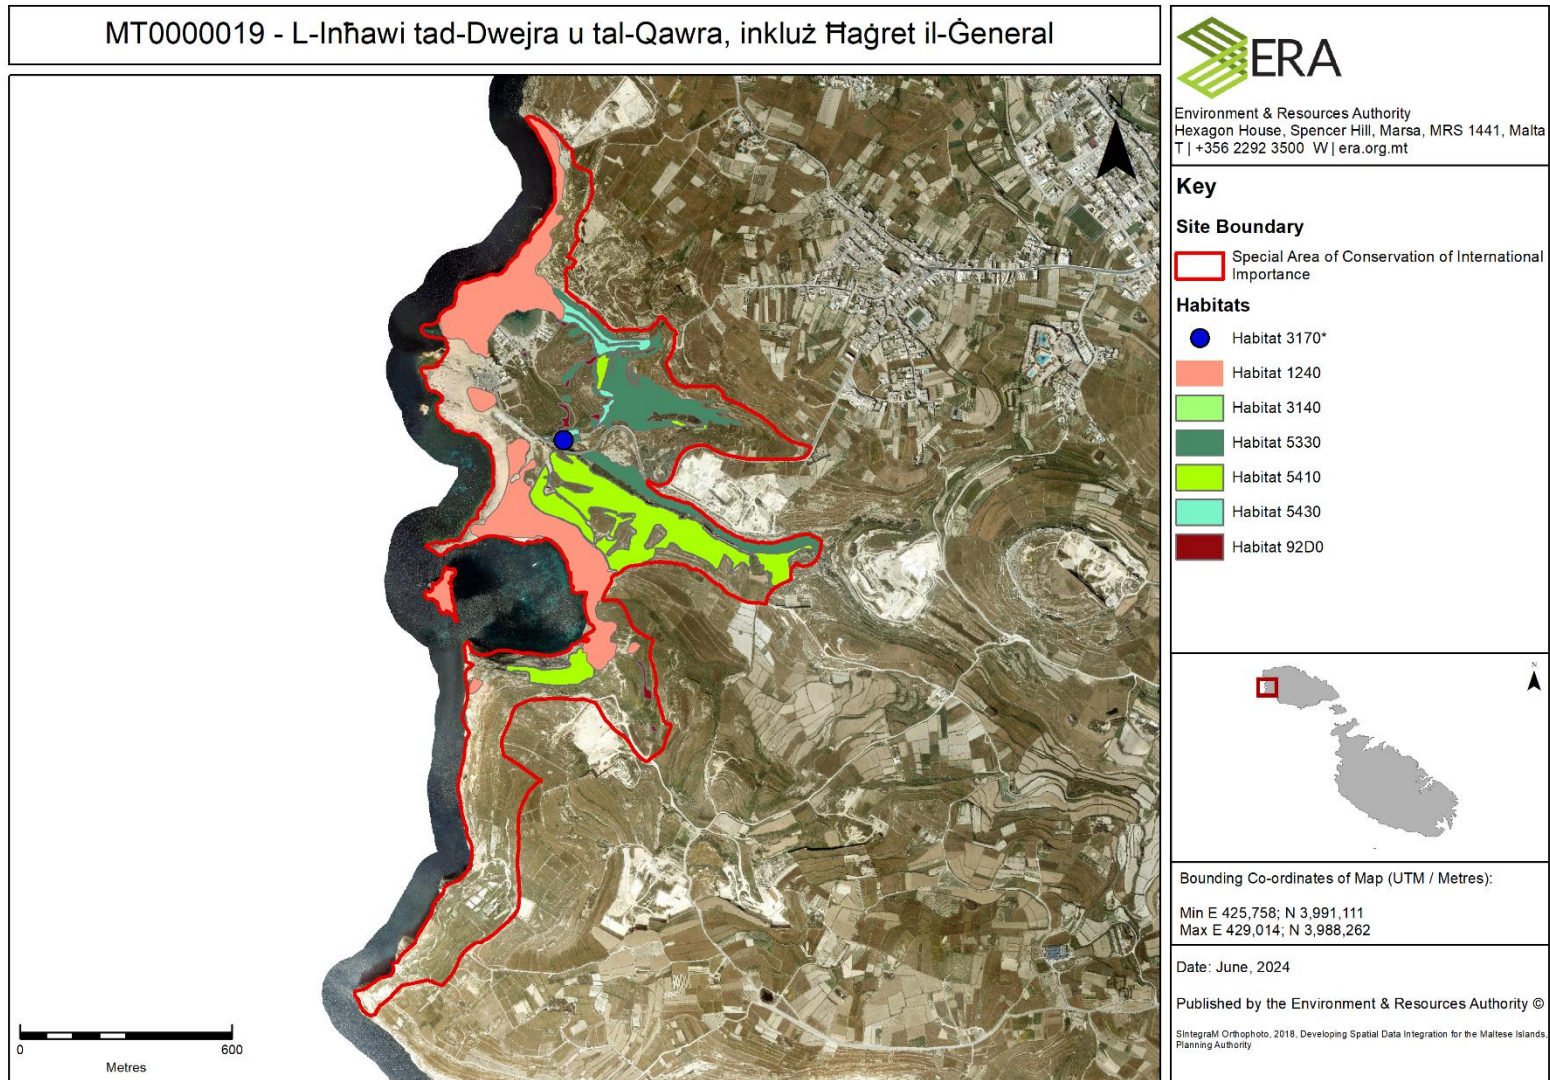 MT0000019 - L-Inħawi tad-Dwejra u tal-Qawra, inkluż Ħaġret il-Ġeneral
N
ERA
Environment & Resources Authority
Hexagon House, Spencer Hill, Marsa, MRS 1441, Malta
T | +356 2292 3500 W | era.org.mt
Key
Site Boundary
Special Area of Conservation of International
Importance
Habitats
Habitat 3170*
Habitat 1240
Habitat 3140
Habitat 5330
Habitat 5410
Habitat 5430
Habitat 92D0
N
Bounding Co-ordinates of Map (UTM / Metres):
Min E 425,758; N 3,991,111
Max E 429,014; N 3,988,262
Date: June, 2024
Published by the Environment & Resources Authority ©
SIntegraM Orthophoto, 2018, Developing Spatial Data Integration for the Maltese Islands,
Planning Authority
0 600
Metres